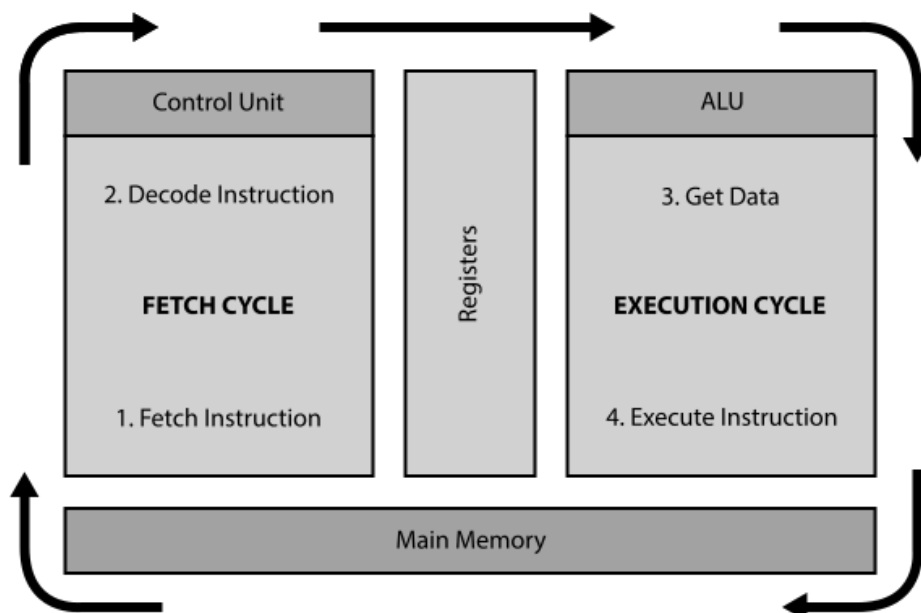 Control Unit
2. Decode Instruction
FETCH CYCLE
1. Fetch Instruction
Registers
ALU
3. Get Data
EXECUTION CYCLE
4. Execute Instruction
Main Memory